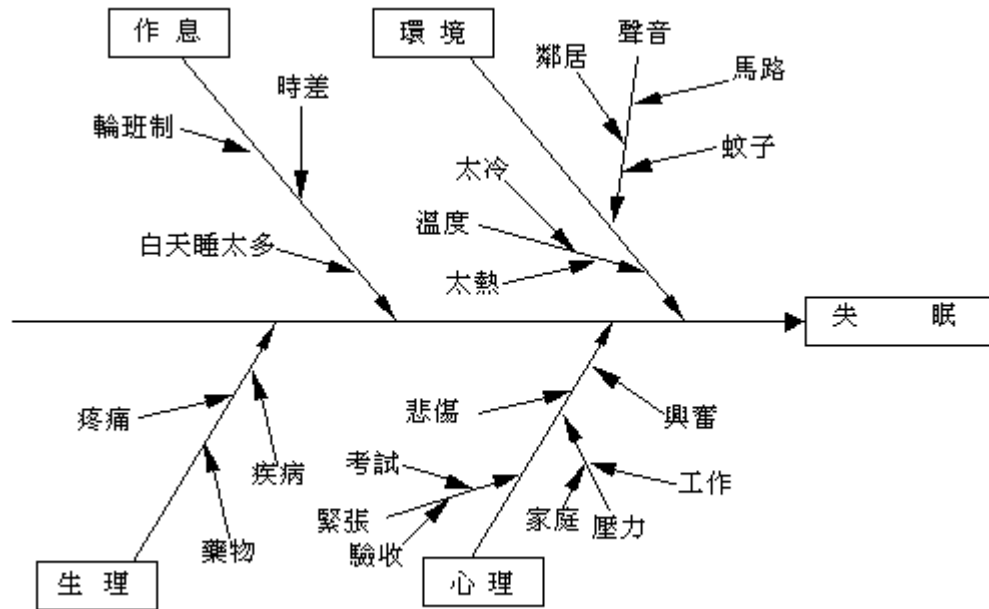 作 息
環 境
聲音
鄰居
馬路
時差
輪班制
蚊子
太冷
溫度
白天睡太多
太熱
失 眠
疼痛
悲傷
興奮
疾病
考試
工作
緊張
家庭
壓力
藥物
驗收
生 理
心 理